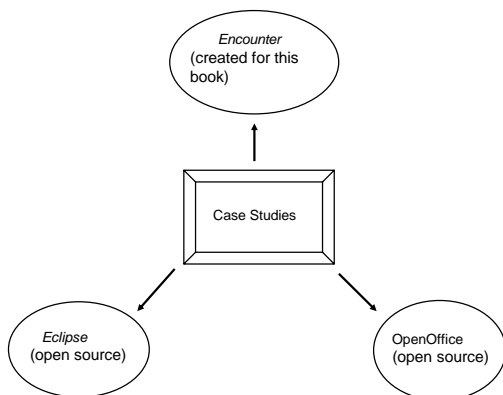 Encounter
(created for this
book)
Case Studies
Eclipse
(open source)
OpenOffice
(open source)